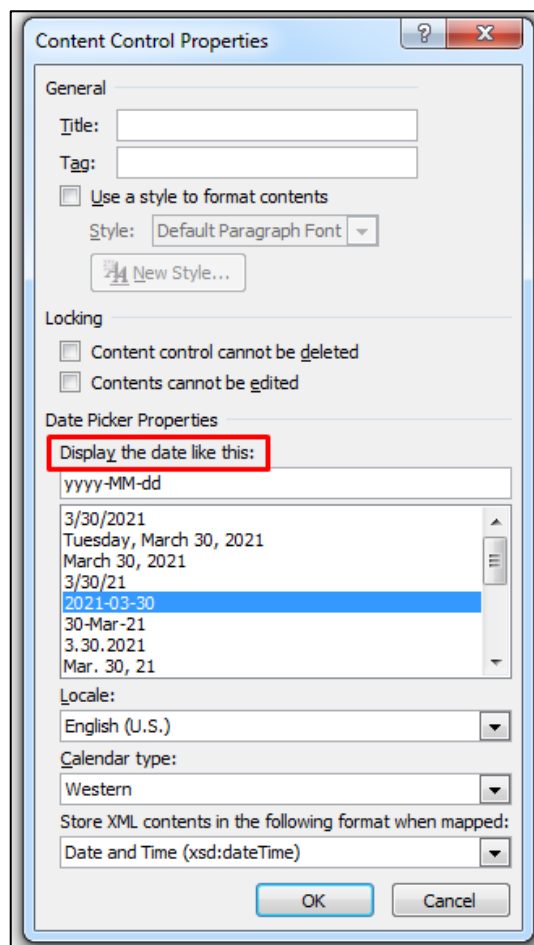 Content Control Properties
General
Title:
Tag:
Use a style to format contents
Style: Default Paragraph Font
New Style...
Locking
Content control cannot be deleted
Contents cannot be edited
Date Picker Properties
Display the date like this:
yyyy-MM-dd
3/30/2021
Tuesday, March 30, 2021
March 30, 2021
3/30/21
2021-03-30
30-Mar-21
3.30.2021
Mar. 30, 21
Locale:
English (U.S.)
Calendar type:
Western
Store XML contents in the following format when mapped:
Date and Time (xsd:dateTime)
OK Cancel